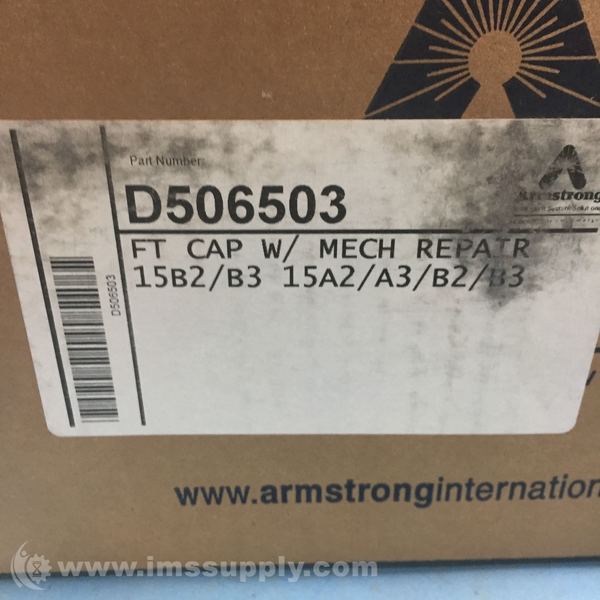 Part Number:
D506503
Armstrong
FT CAP W/ MECH REPAIR
15B2/B3 15A2/A3/B2/B3
D506503
www.armstronginternation
www.imssupply.com